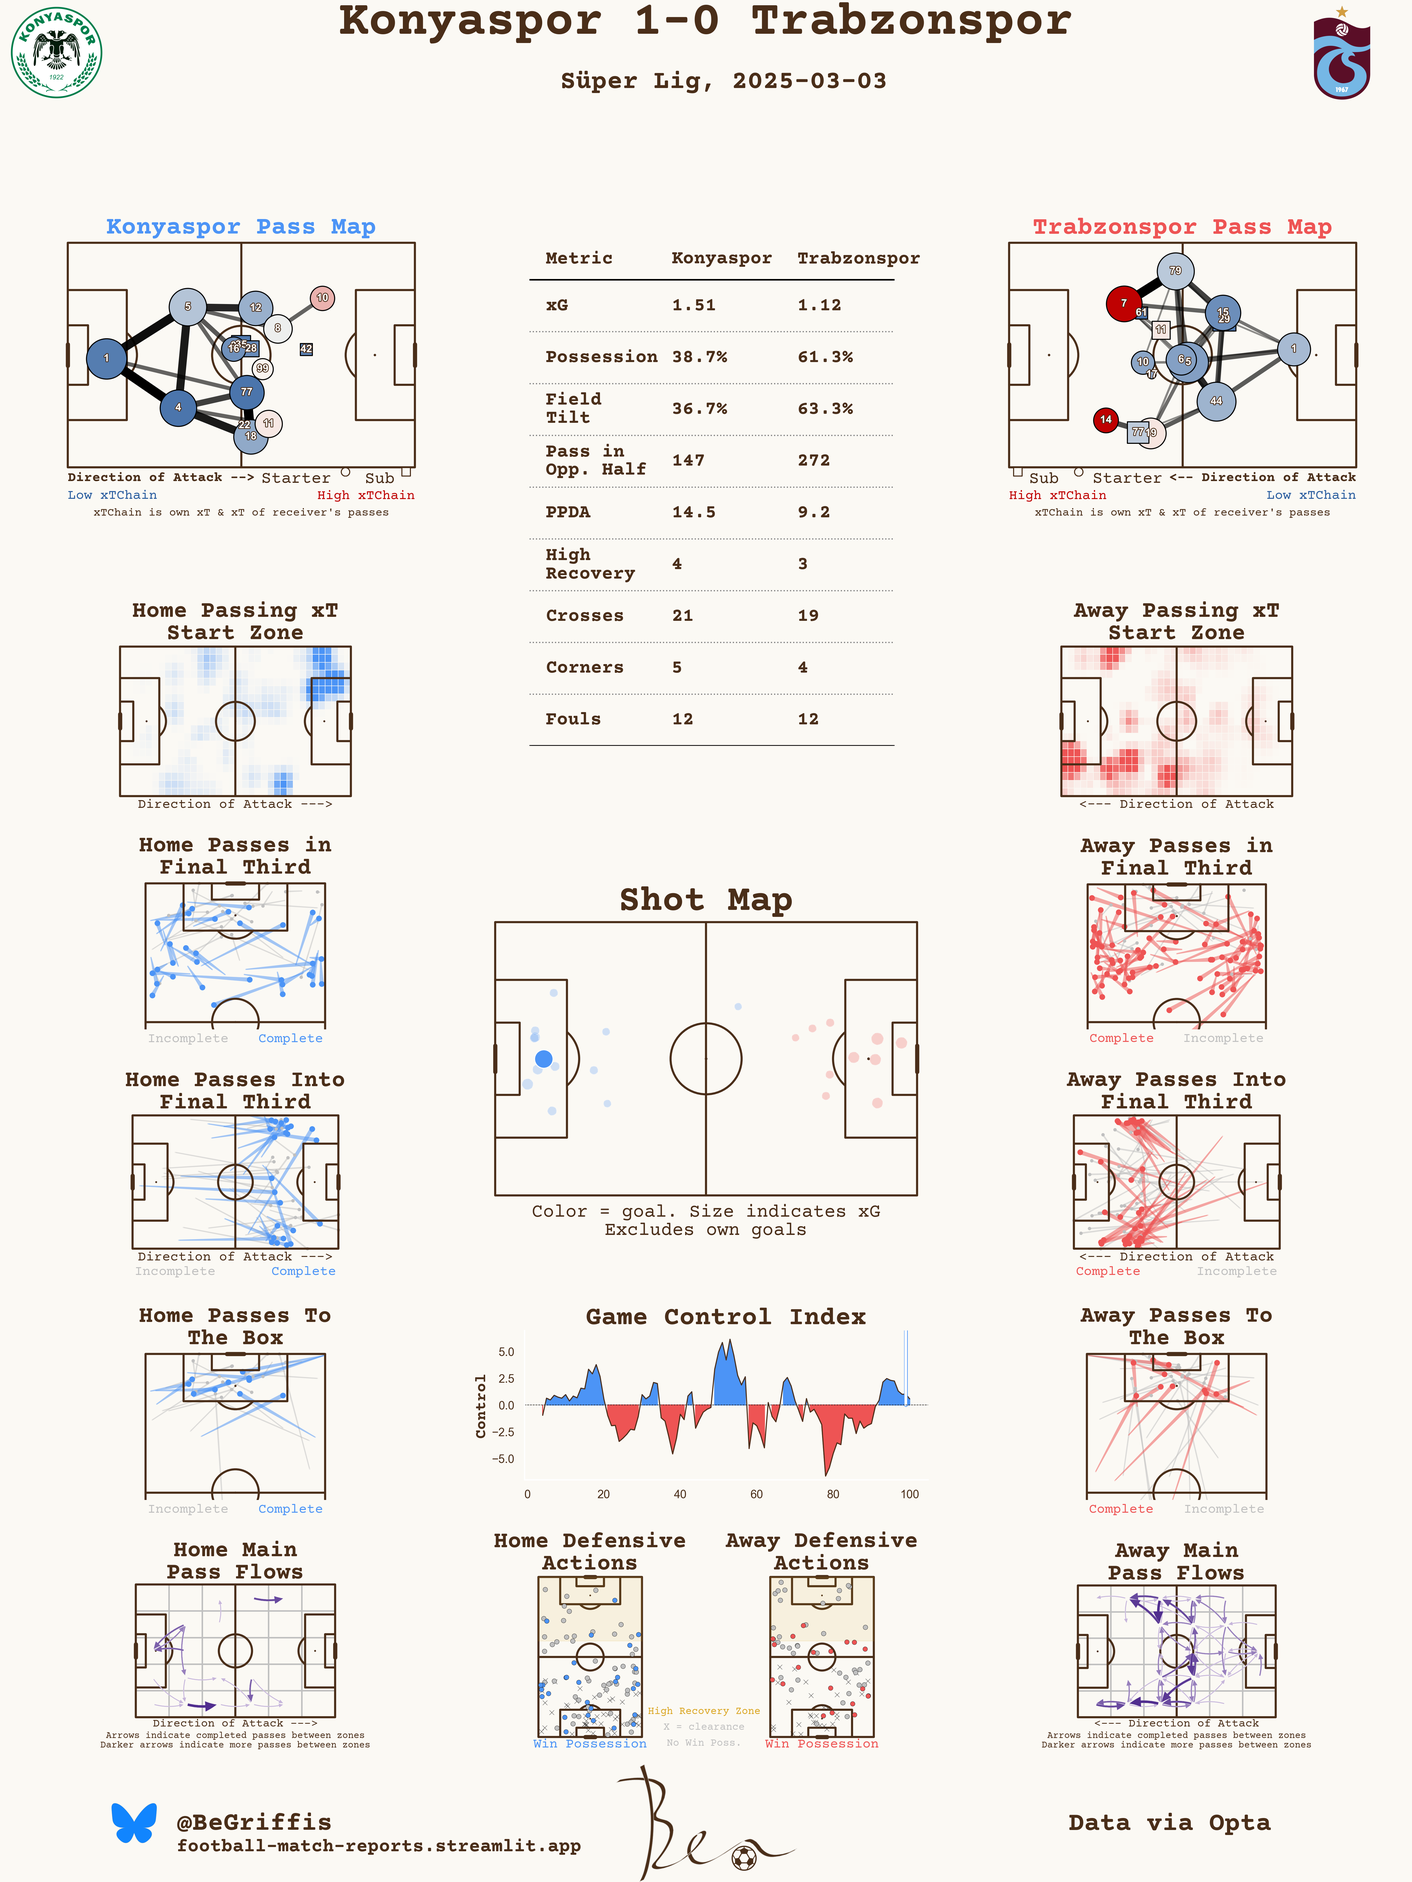 Konyaspor 1-0 Trabzonspor
Süper Lig, 2025-03-03
KONYASPOR
1922
1967
Konyaspor Pass Map
5
12
10
8
16
35
28
42
1
99
77
4
22
11
18
Direction of Attack --> Starter Sub
Low xTChain High xTChain
xTChain is own xT & xT of receiver's passes
Metric Konyaspor Trabzonspor
xG 1.51 1.12
Possession 38.7% 61.3%
Field
Tilt 36.7% 63.3%
Pass in
Opp. Half 147 272
PPDA 14.5 9.2
High
Recovery 4 3
Crosses 21 19
Corners 5 4
Fouls 12 12
Trabzonspor Pass Map
79
7
61
15
29
11
1
10
6
5
17
44
14
77
19
Sub Starter <-- Direction of Attack
High xTChain Low xTChain
xTChain is own xT & xT of receiver's passes
Home Passing xT
Start Zone
Direction of Attack --->
Away Passing xT
Start Zone
<--- Direction of Attack
Home Passes in
Final Third
Incomplete Complete
Away Passes in
Final Third
Complete Incomplete
Shot Map
Color = goal. Size indicates xG
Excludes own goals
Home Passes Into
Final Third
Direction of Attack --->
Incomplete Complete
Away Passes Into
Final Third
<--- Direction of Attack
Complete Incomplete
Home Passes To
The Box
Incomplete Complete
Game Control Index
Control
5.0
2.5
0.0
−2.5
−5.0
0 20 40 60 80 100
Away Passes To
The Box
Complete Incomplete
Home Main
Pass Flows
Direction of Attack --->
Arrows indicate completed passes between zones
Darker arrows indicate more passes between zones
Home Defensive
Actions
Win Possession
Away Defensive
Actions
Win Possession
High Recovery Zone
X = clearance
No Win Poss.
Away Main
Pass Flows
<--- Direction of Attack
Arrows indicate completed passes between zones
Darker arrows indicate more passes between zones
@BeGriffis
football-match-reports.streamlit.app
Ben
Data via Opta